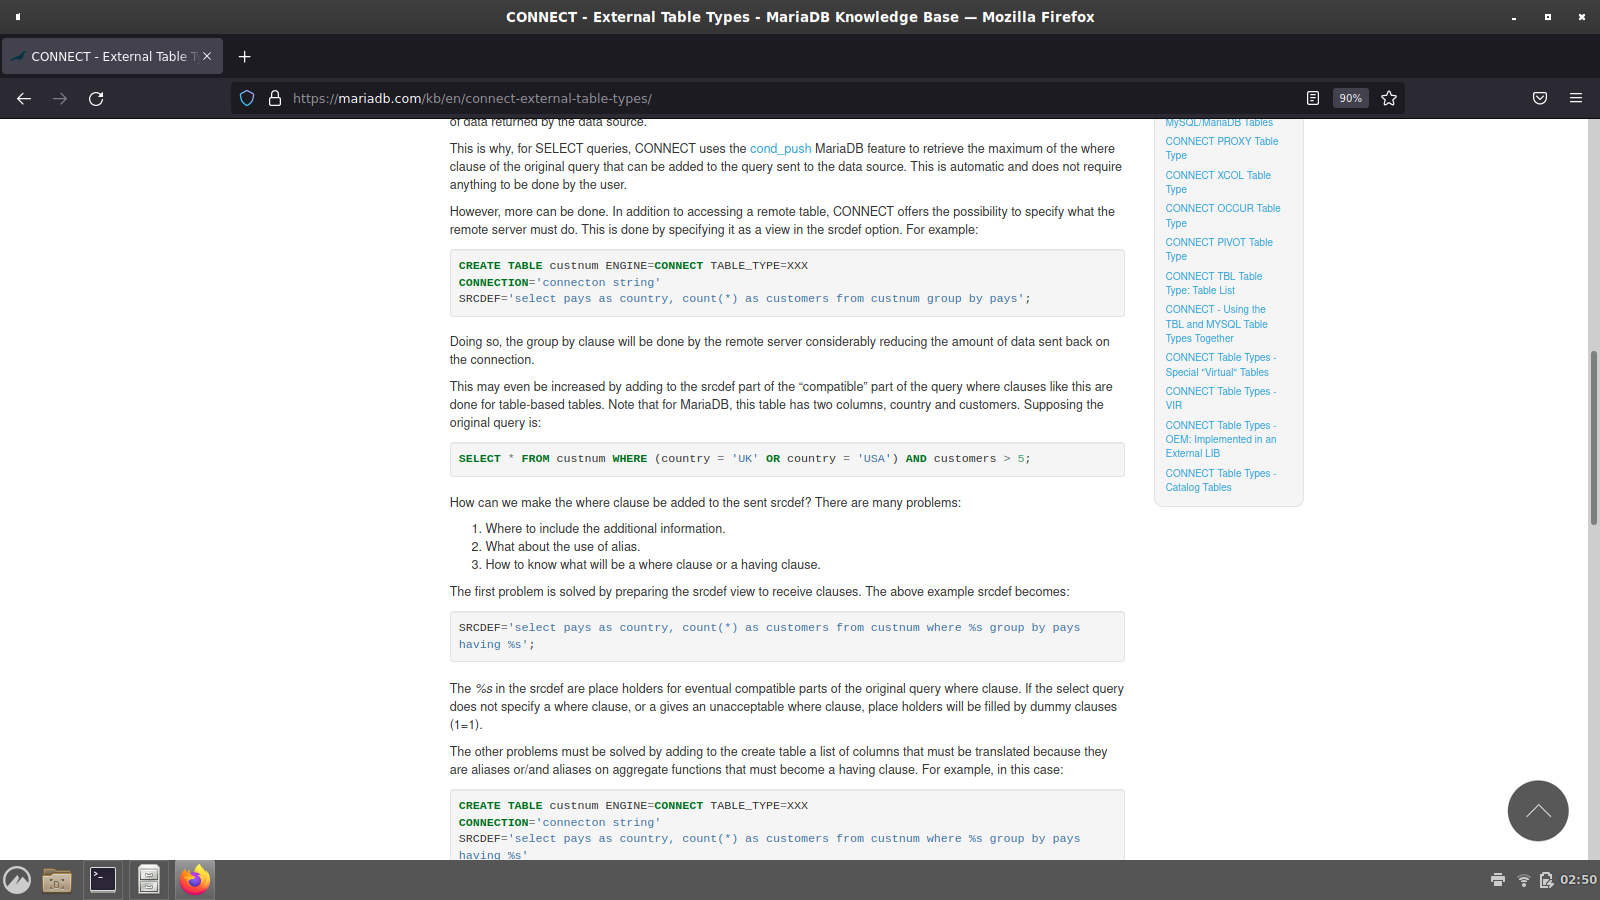 CONNECT - External Table Types - MariaDB Knowledge Base — Mozilla Firefox
CONNECT - External Table T
https://mariadb.com/kb/en/connect-external-table-types/
90%
of data returned by the data source.
This is why, for SELECT queries, CONNECT uses the cond_push MariaDB feature to retrieve the maximum of the where
clause of the original query that can be added to the query sent to the data source. This is automatic and does not require
anything to be done by the user.
However, more can be done. In addition to accessing a remote table, CONNECT offers the possibility to specify what the
remote server must do. This is done by specifying it as a view in the srcdef option. For example:
CREATE TABLE custnum ENGINE=CONNECT TABLE_TYPE=XXX
CONNECTION='connecton string'
SRCDEF='select pays as country, count(*) as customers from custnum group by pays';
Doing so, the group by clause will be done by the remote server considerably reducing the amount of data sent back on
the connection.
This may even be increased by adding to the srcdef part of the “compatible” part of the query where clauses like this are
done for table-based tables. Note that for MariaDB, this table has two columns, country and customers. Supposing the
original query is:
SELECT * FROM custnum WHERE (country = 'UK' OR country = 'USA') AND customers > 5;
How can we make the where clause be added to the sent srcdef? There are many problems:
1. Where to include the additional information.
2. What about the use of alias.
3. How to know what will be a where clause or a having clause.
The first problem is solved by preparing the srcdef view to receive clauses. The above example srcdef becomes:
SRCDEF='select pays as country, count(*) as customers from custnum where %s group by pays
having %s';
The %s in the srcdef are place holders for eventual compatible parts of the original query where clause. If the select query
does not specify a where clause, or a gives an unacceptable where clause, place holders will be filled by dummy clauses
(1=1).
The other problems must be solved by adding to the create table a list of columns that must be translated because they
are aliases or/and aliases on aggregate functions that must become a having clause. For example, in this case:
CREATE TABLE custnum ENGINE=CONNECT TABLE_TYPE=XXX
CONNECTION='connecton string'
SRCDEF='select pays as country, count(*) as customers from custnum where %s group by pays
having %s'
MySQL/MariaDB Tables
CONNECT PROXY Table
Type
CONNECT XCOL Table
Type
CONNECT OCCUR Table
Type
CONNECT PIVOT Table
Type
CONNECT TBL Table
Type: Table List
CONNECT - Using the
TBL and MYSQL Table
Types Together
CONNECT Table Types -
Special "Virtual" Tables
CONNECT Table Types -
VIR
CONNECT Table Types -
OEM: Implemented in an
External LIB
CONNECT Table Types -
Catalog Tables
02:50